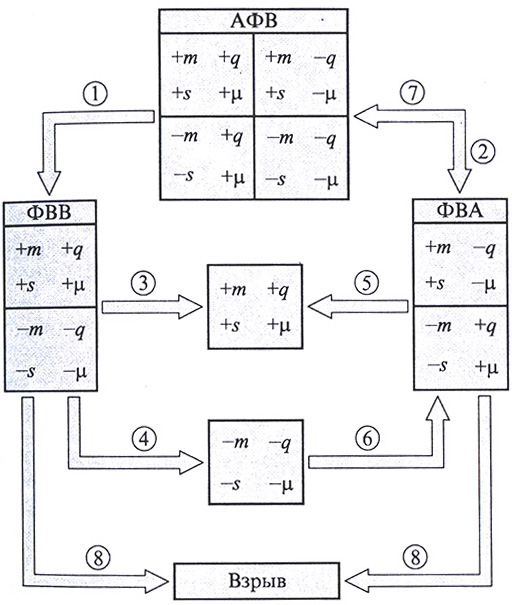 АФВ
+m +q +m −q
+s +μ +s −μ
−m +q −m −q
−s +μ −s −μ
①
⑦
②
ФВВ
+m +q
+s +μ
−m −q
−s −μ
③
+m +q
+s +μ
⑤
ФВА
+m −q
+s −μ
−m +q
−s +μ
④
−m −q
−s −μ
⑥
⑧
Взрыв
⑧